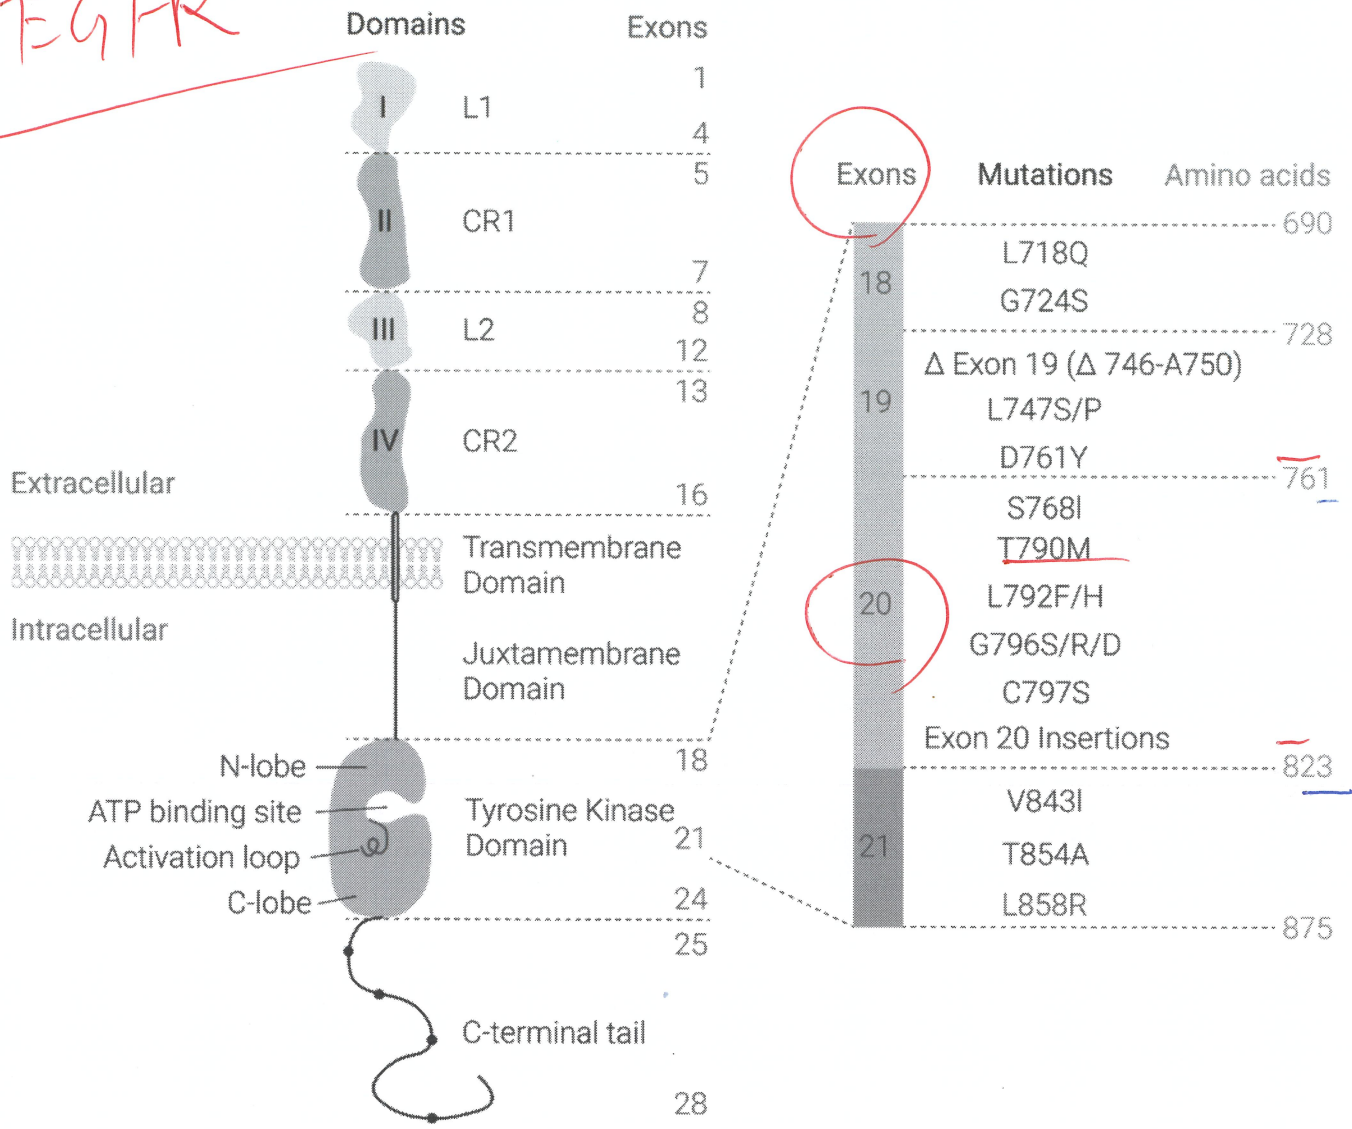 EGFR
Domains Exons
I L1 1
4
II CR1 5
7
III L2 8
12
IV CR2 13
16
Extracellular
Transmembrane
Domain
Intracellular
Juxtamembrane
Domain
N-lobe
ATP binding site
Activation loop
C-lobe
Tyrosine Kinase
Domain
18
21
24
25
C-terminal tail
28
Exons Mutations Amino acids
690
18
L718Q
G724S
728
19
Δ Exon 19 (Δ 746-A750)
L747S/P
D761Y
761
20
S768I
T790M
L792F/H
G796S/R/D
C797S
Exon 20 Insertions
823
21
V843I
T854A
L858R
875